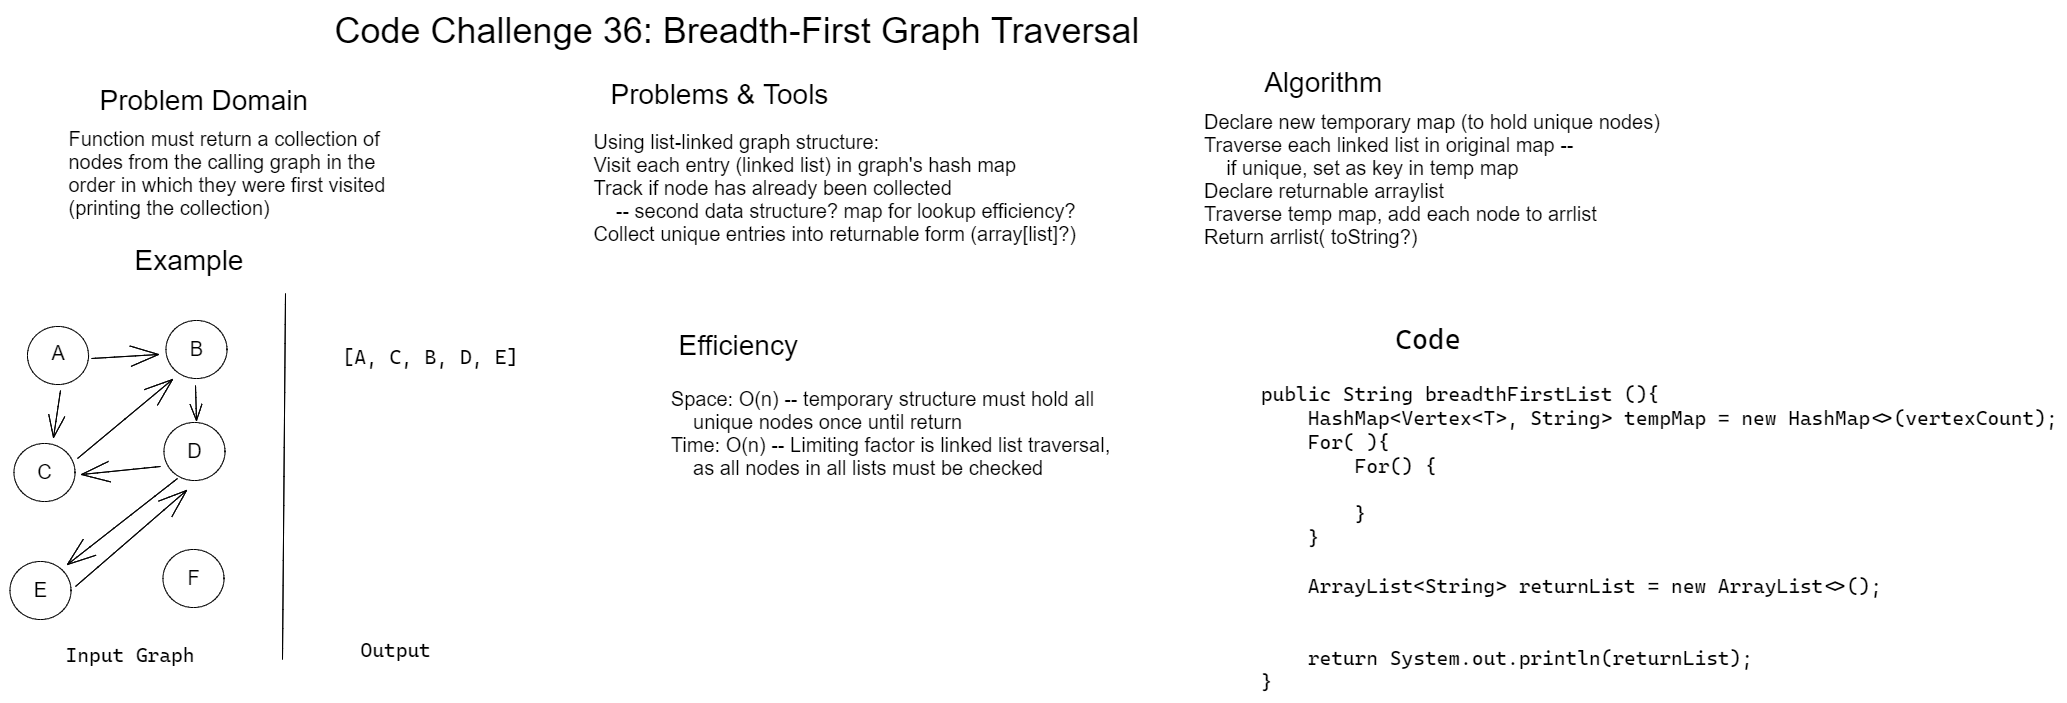 Code Challenge 36: Breadth-First Graph Traversal
Problem Domain
Function must return a collection of
nodes from the calling graph in the
order in which they were first visited
(printing the collection)
Example
A
B
C
D
E
F
Input Graph
[A, C, B, D, E]
Output
Problems & Tools
Using list-linked graph structure:
Visit each entry (linked list) in graph's hash map
Track if node has already been collected
-- second data structure? map for lookup efficiency?
Collect unique entries into returnable form (array[list]?)
Efficiency
Space: O(n) -- temporary structure must hold all
unique nodes once until return
Time: O(n) -- Limiting factor is linked list traversal,
as all nodes in all lists must be checked
Algorithm
Declare new temporary map (to hold unique nodes)
Traverse each linked list in original map --
if unique, set as key in temp map
Declare returnable arraylist
Traverse temp map, add each node to arrlist
Return arrlist( toString?)
Code
public String breadthFirstList (){
HashMap<Vertex<T>, String> tempMap = new HashMap<>(vertexCount);
For( ){
For() {
}
}
ArrayList<String> returnList = new ArrayList<>();
return System.out.println(returnList);
}